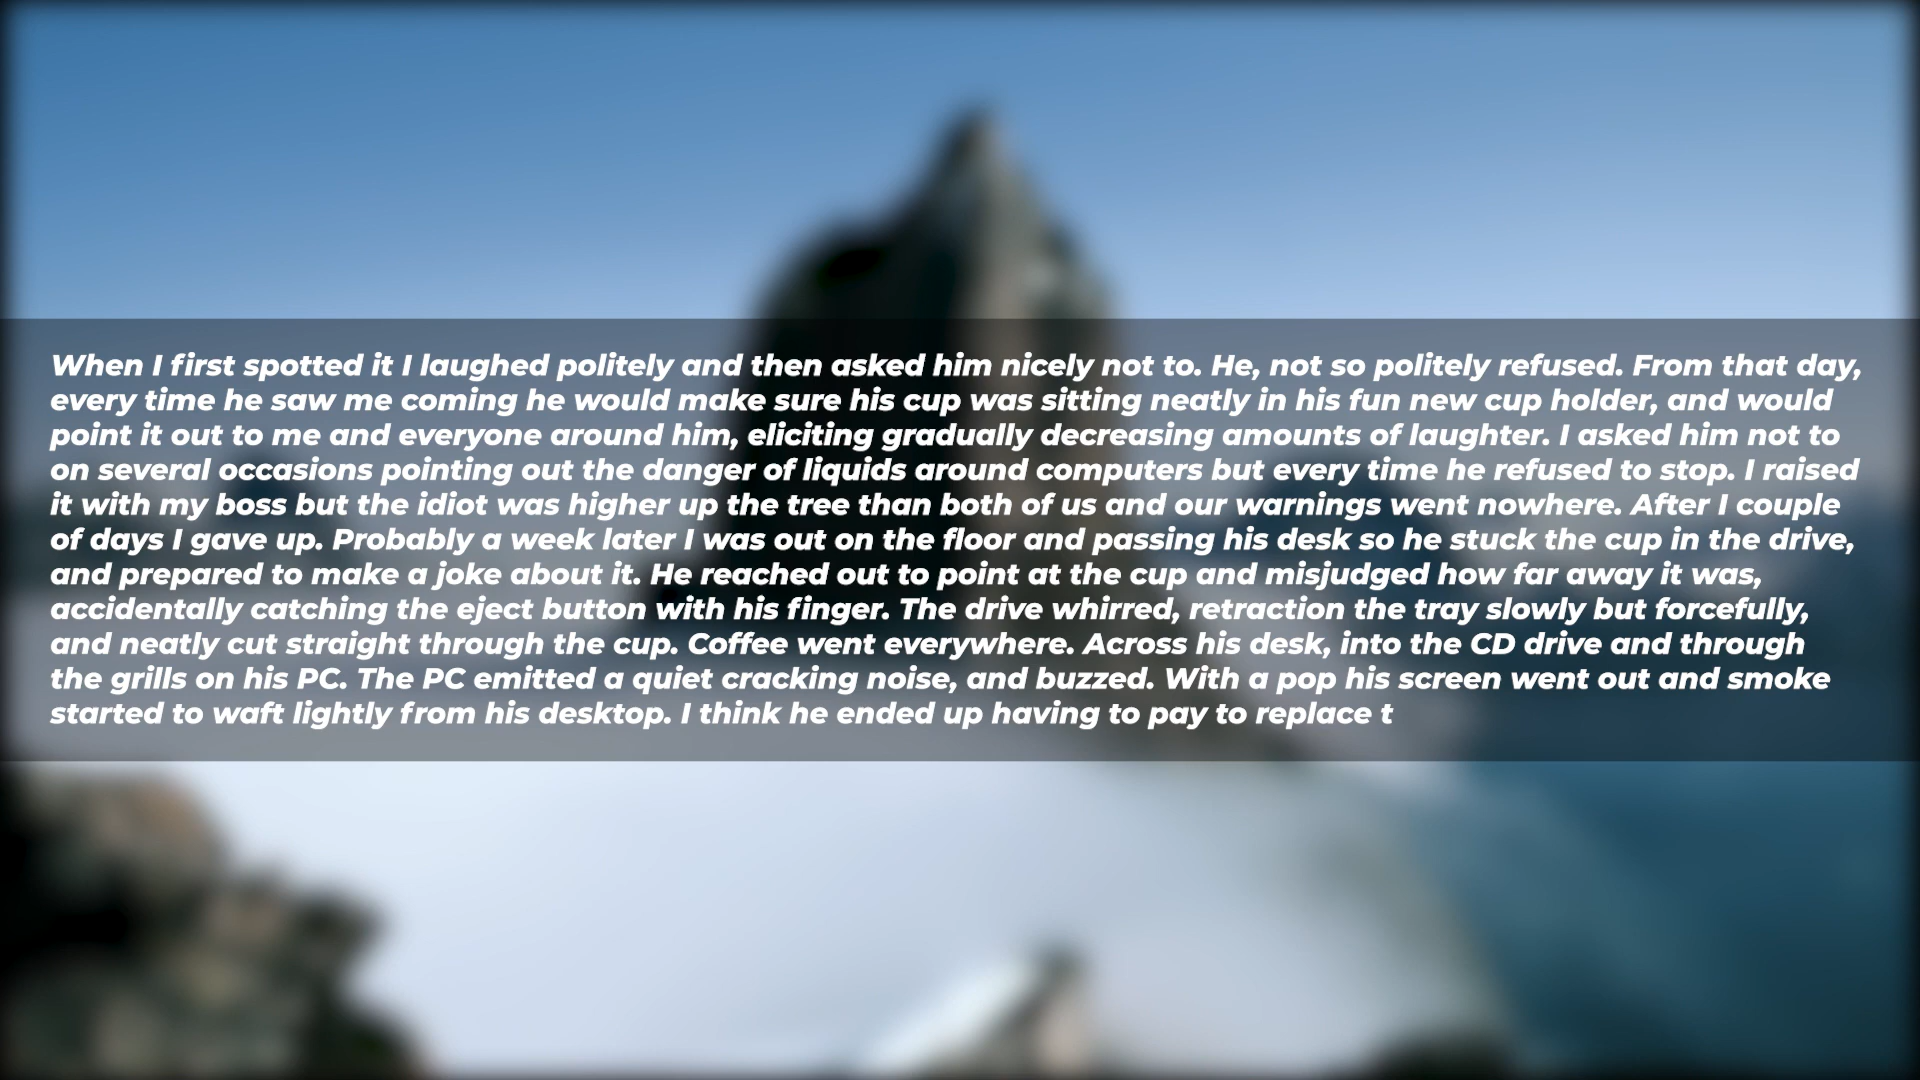 When I first spotted it I laughed politely and then asked him nicely not to. He, not so politely refused. From that day,
every time he saw me coming he would make sure his cup was sitting neatly in his fun new cup holder, and would
point it out to me and everyone around him, eliciting gradually decreasing amounts of laughter. I asked him not to
on several occasions pointing out the danger of liquids around computers but every time he refused to stop. I raised
it with my boss but the idiot was higher up the tree than both of us and our warnings went nowhere. After I couple
of days I gave up. Probably a week later I was out on the floor and passing his desk so he stuck the cup in the drive,
and prepared to make a joke about it. He reached out to point at the cup and misjudged how far away it was,
accidentally catching the eject button with his finger. The drive whirred, retraction the tray slowly but forcefully,
and neatly cut straight through the cup. Coffee went everywhere. Across his desk, into the CD drive and through
the grills on his PC. The PC emitted a quiet cracking noise, and buzzed. With a pop his screen went out and smoke
started to waft lightly from his desktop. I think he ended up having to pay to replace t